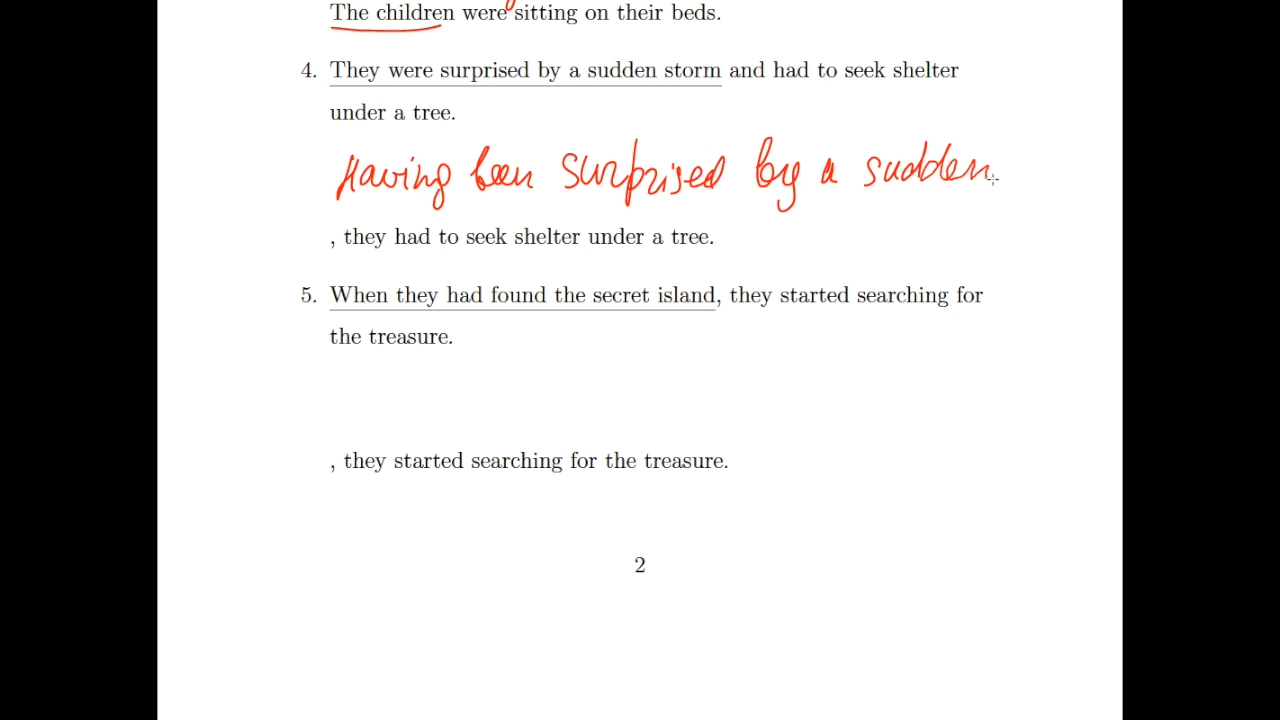 The children were sitting on their beds.
4. They were surprised by a sudden storm and had to seek shelter
under a tree.
Having been surprised by a sudden
, they had to seek shelter under a tree.
5. When they had found the secret island, they started searching for
the treasure.
, they started searching for the treasure.
2